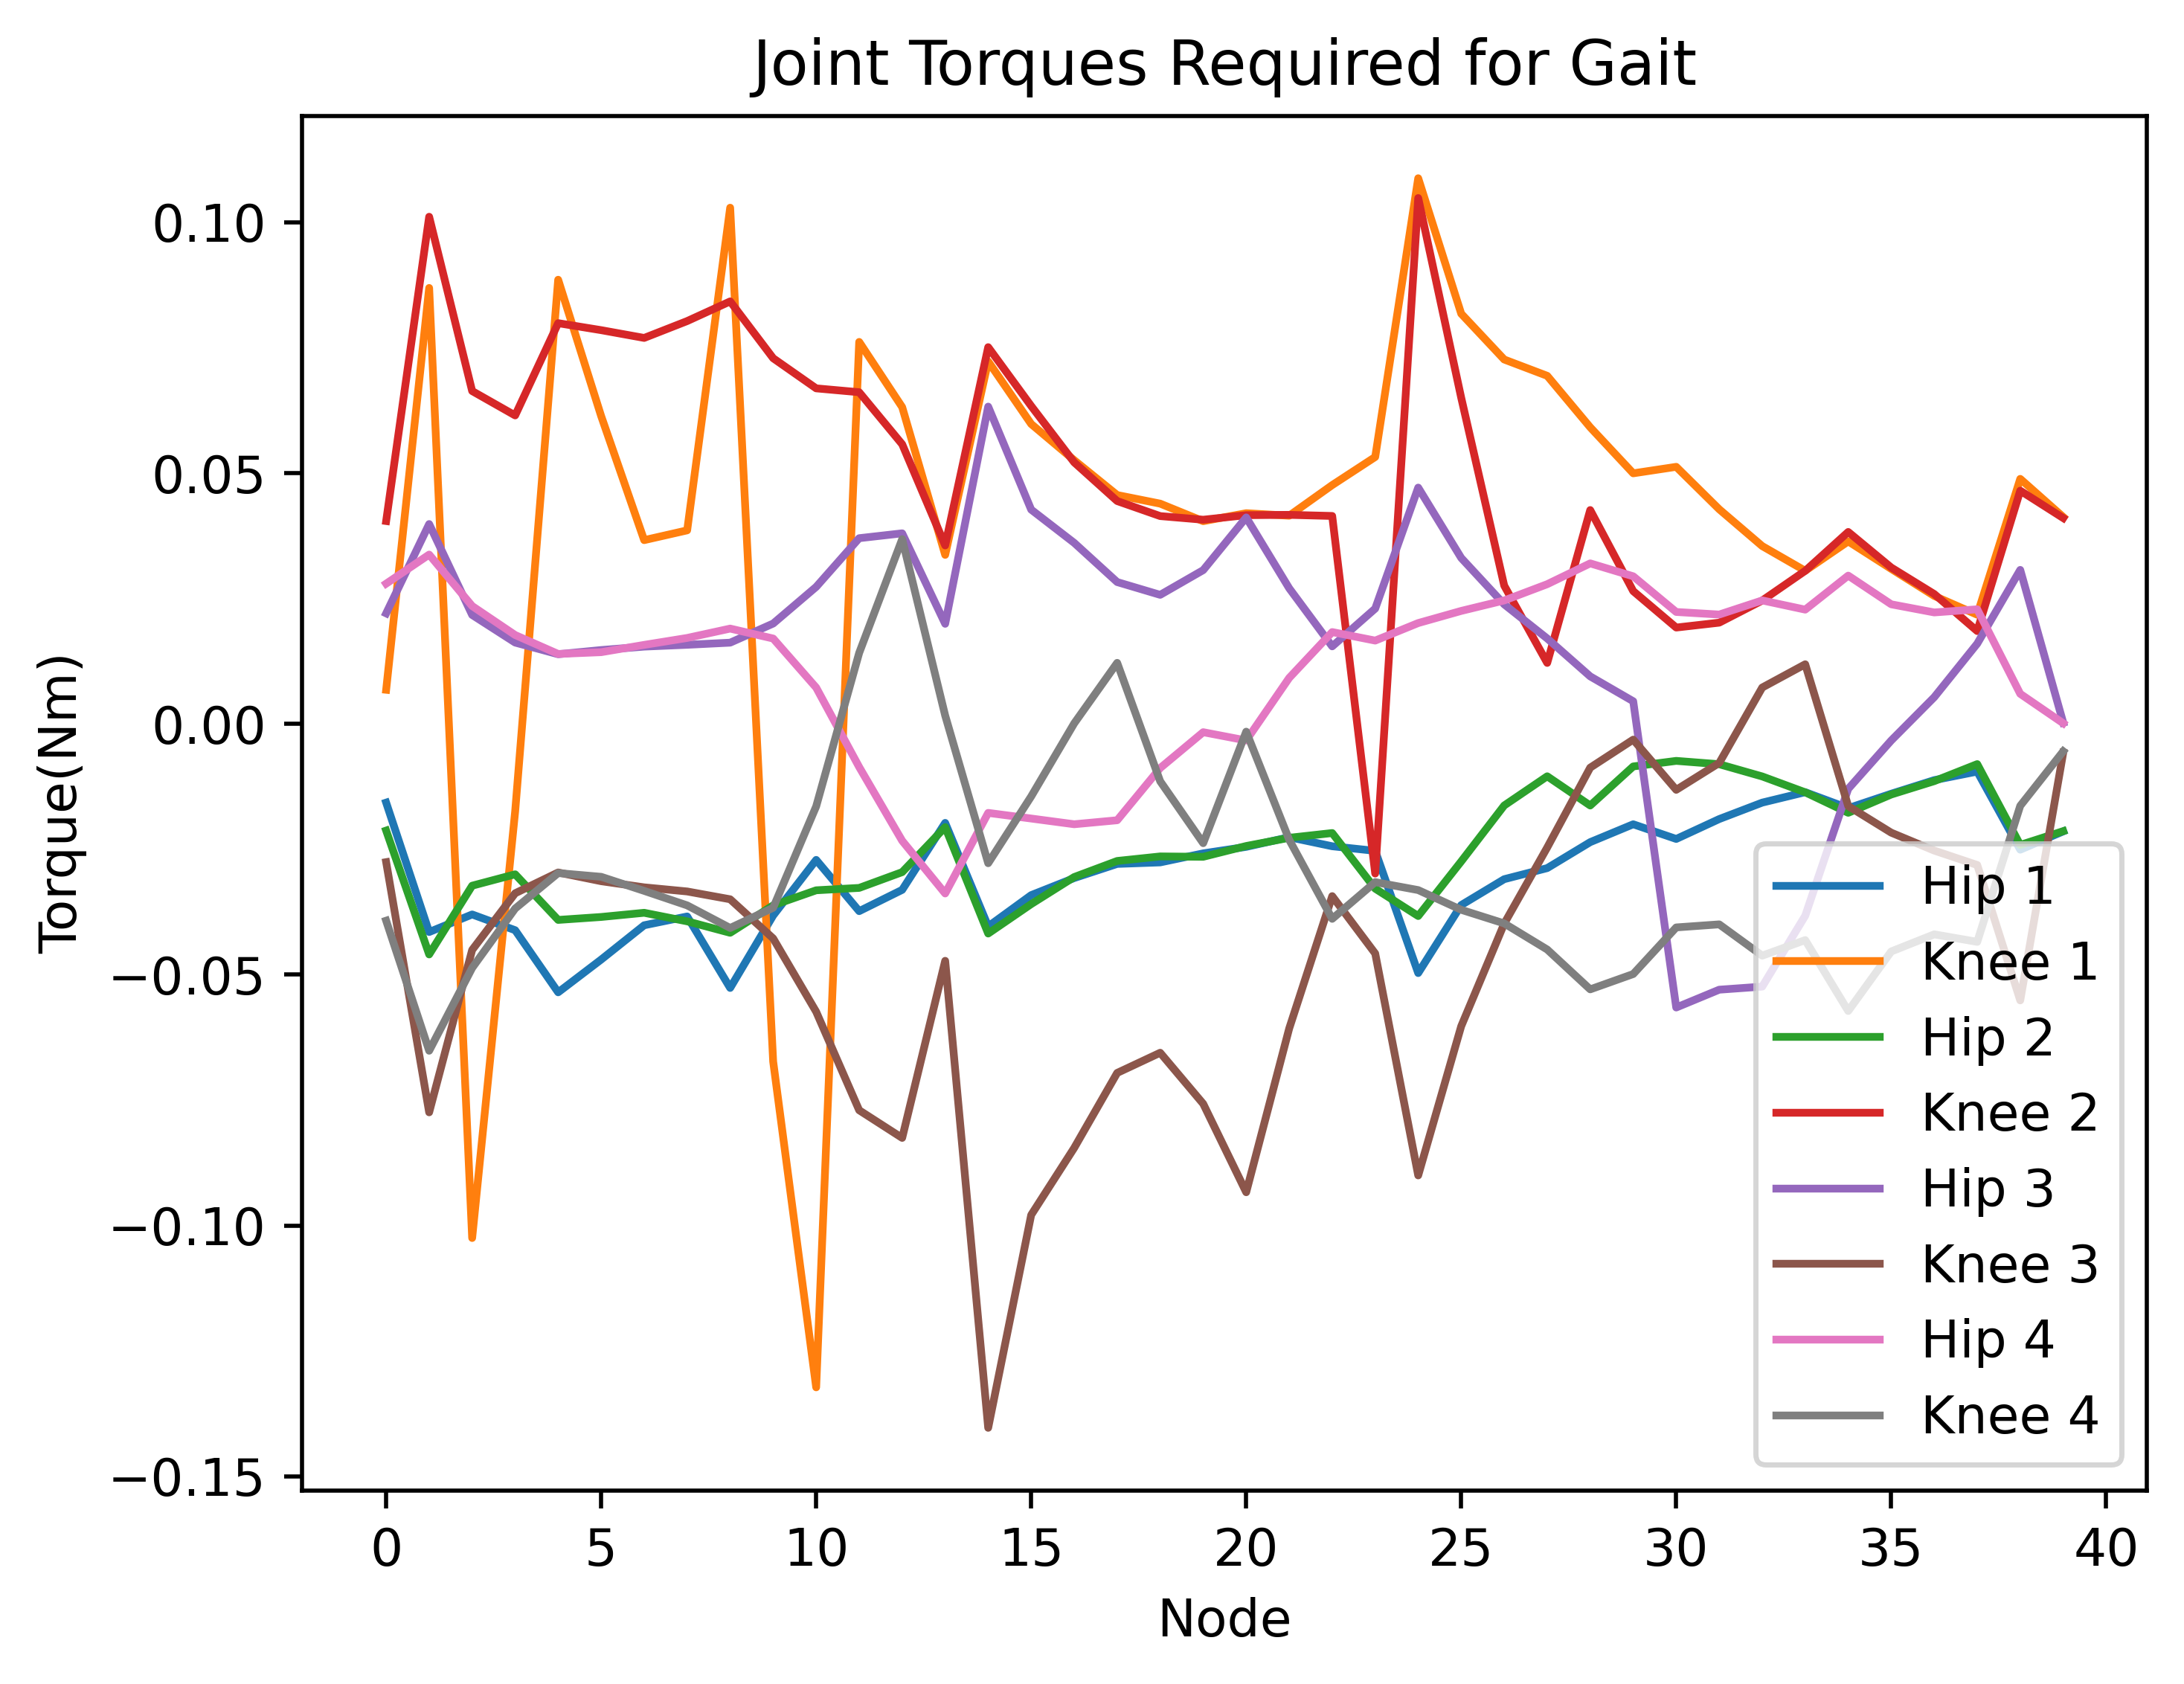 Joint Torques Required for Gait
0.10
0.05
0.00
−0.05
−0.10
−0.15
Torque(Nm)
Hip 1
Knee 1
Hip 2
Knee 2
Hip 3
Knee 3
Hip 4
Knee 4
0 5 10 15 20 25 30 35 40
Node